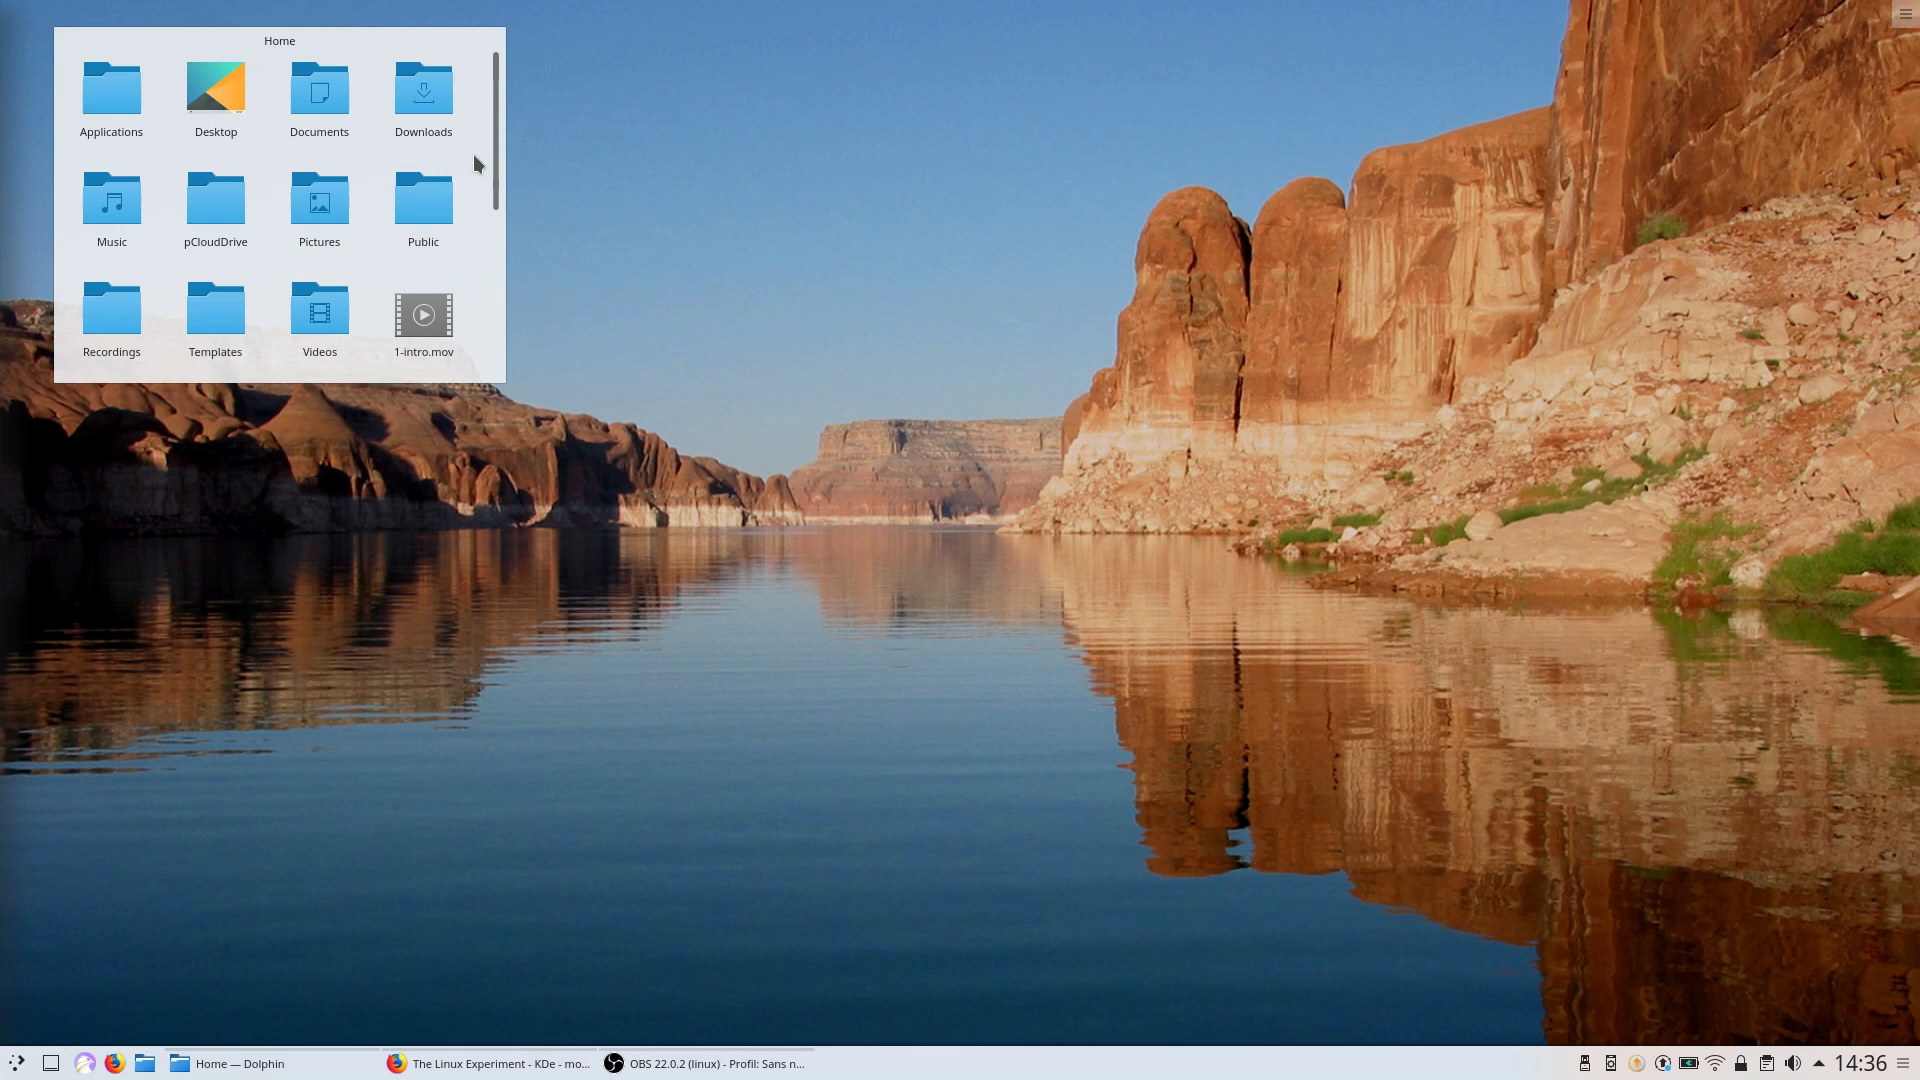 Home
Applications
Desktop
Documents
Downloads
Music
pCloudDrive
Pictures
Public
Recordings
Templates
Videos
1-intro.mov
Home — Dolphin
The Linux Experiment - KDe - mo...
OBS 22.0.2 (linux) - Profil: Sans n...
14:36